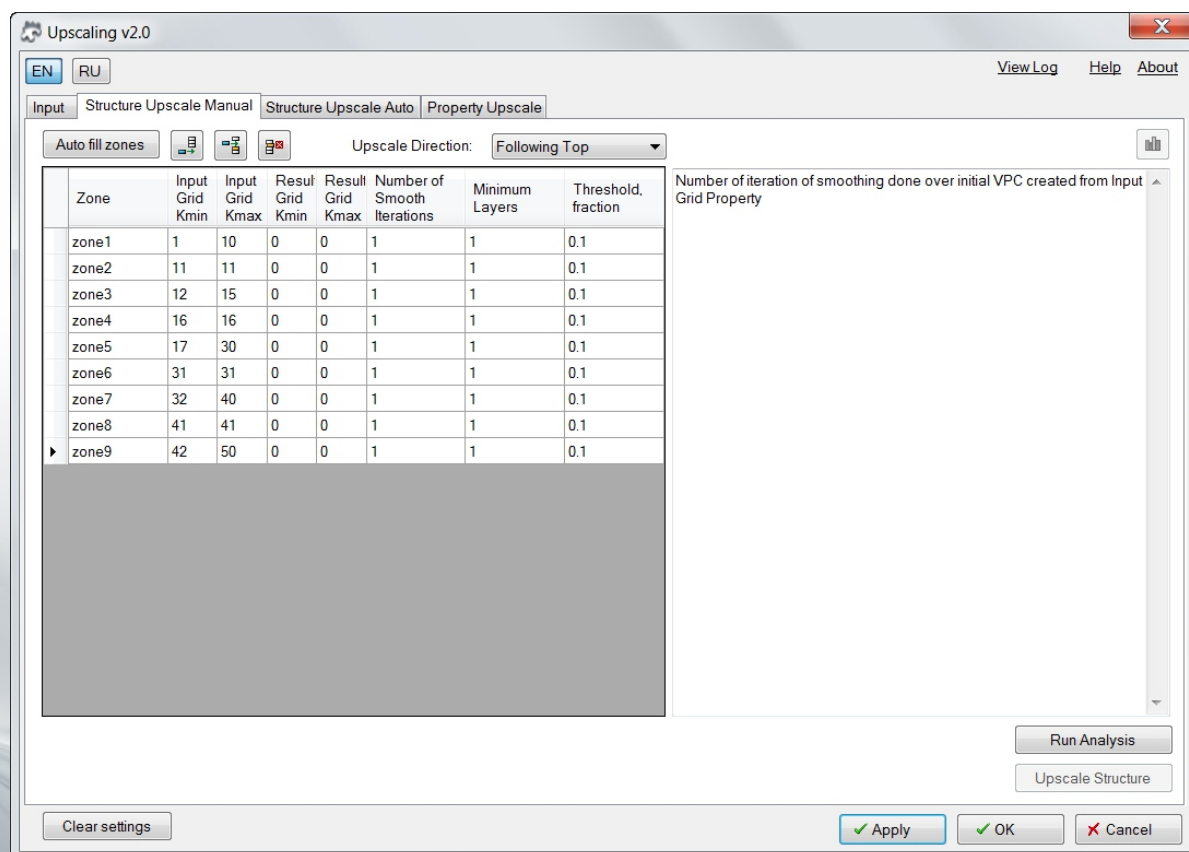 Upscaling v2.0
EN RU View Log Help About
Input Structure Upscale Manual Structure Upscale Auto Property Upscale
Auto fill zones Upscale Direction: Following Top
Zone Input Grid Kmin Input Grid Kmax Resul Grid Kmin Result Grid Kmax Number of Smooth Iterations Minimum Layers Threshold, fraction
zone1 1 10 0 0 1 1 0.1
zone2 11 11 0 0 1 1 0.1
zone3 12 15 0 0 1 1 0.1
zone4 16 16 0 0 1 1 0.1
zone5 17 30 0 0 1 1 0.1
zone6 31 31 0 0 1 1 0.1
zone7 32 40 0 0 1 1 0.1
zone8 41 41 0 0 1 1 0.1
zone9 42 50 0 0 1 1 0.1
Number of iteration of smoothing done over initial VPC created from Input
Grid Property
Run Analysis
Upscale Structure
Clear settings Apply OK Cancel